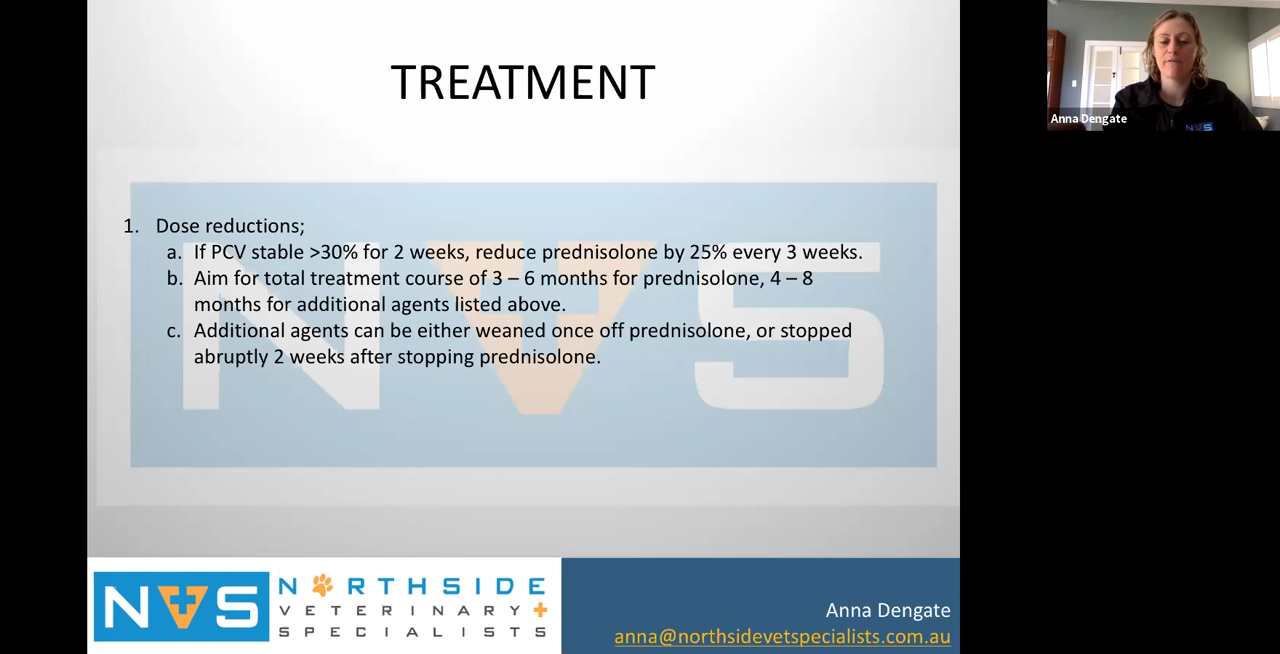 TREATMENT
1. Dose reductions;
a. If PCV stable >30% for 2 weeks, reduce prednisolone by 25% every 3 weeks.
b. Aim for total treatment course of 3 – 6 months for prednisolone, 4 – 8
months for additional agents listed above.
c. Additional agents can be either weaned once off prednisolone, or stopped
abruptly 2 weeks after stopping prednisolone.
NVS
NVS
NORTHSIDE
VETERINARY
SPECIALISTS
Anna Dengate
anna@northsidevetspecialists.com.au
Anna Dengate
NVS